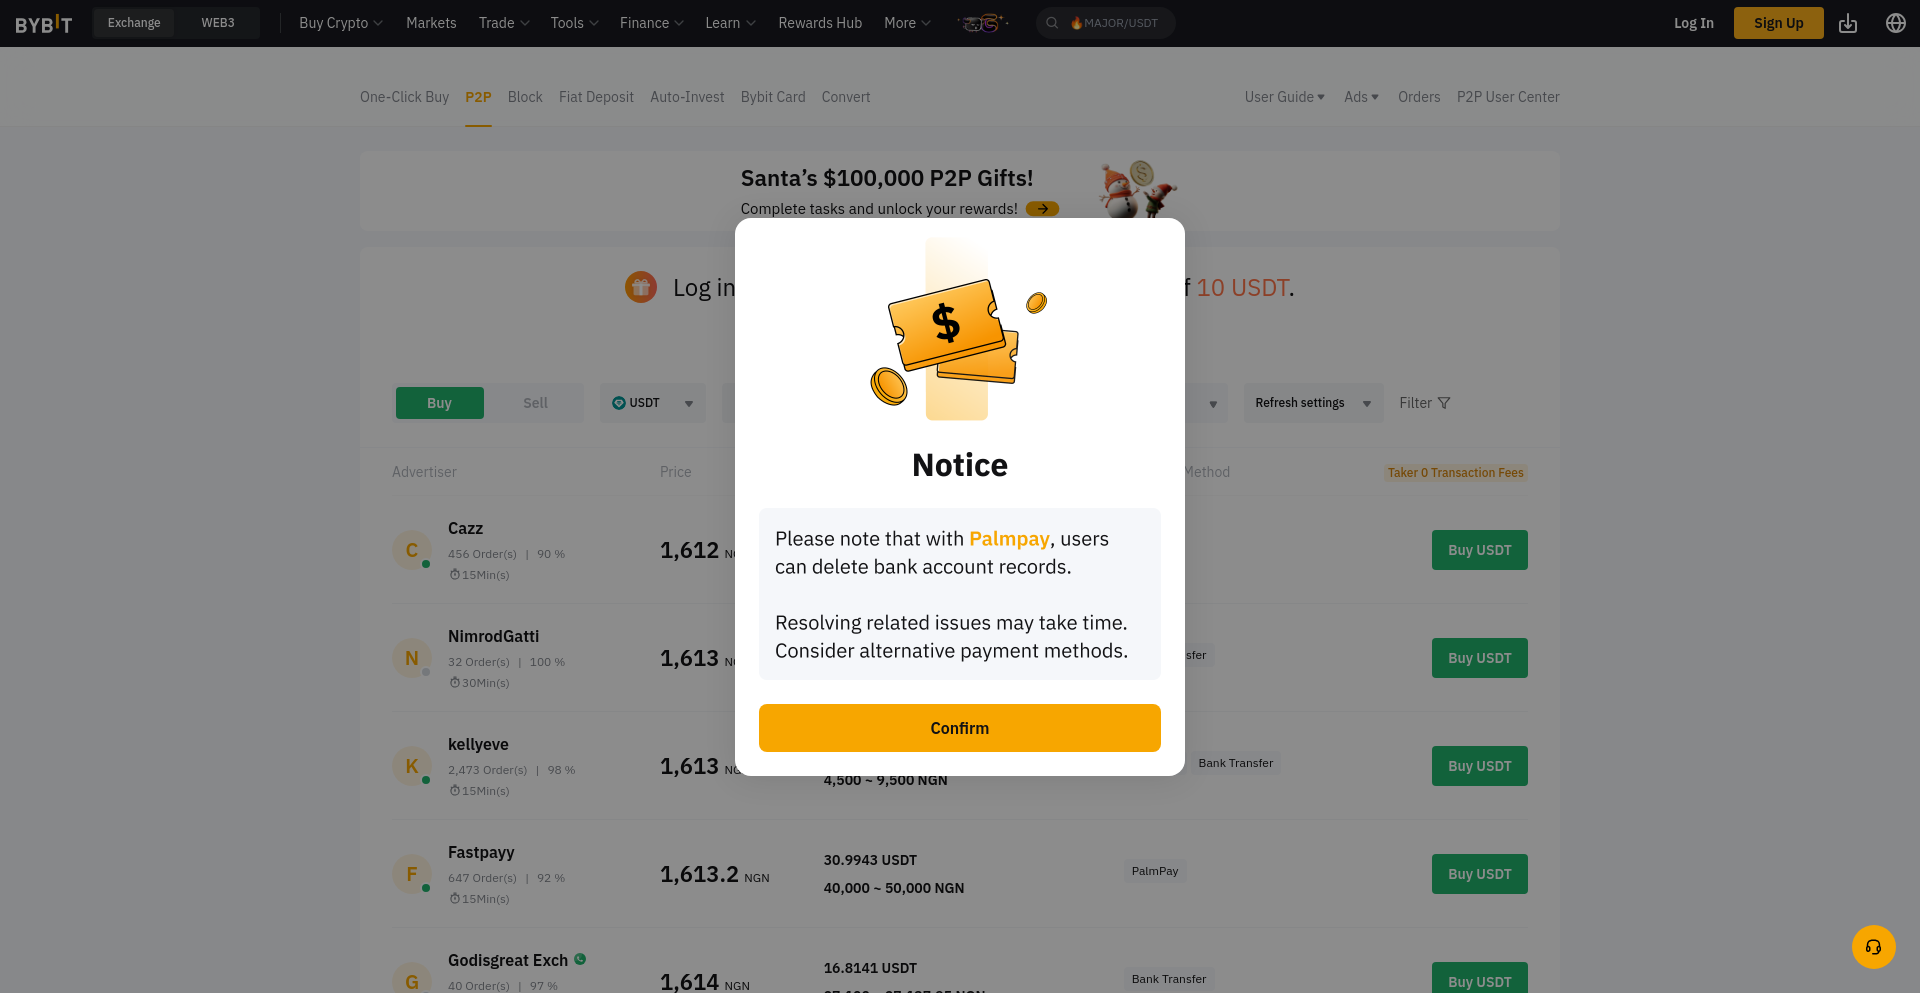 BYBIT
Exchange
WEB3
Buy Crypto
Markets
Trade
Tools
Finance
Learn
Rewards Hub
More
MAJOR/USDT
Log In
Sign Up
One-Click Buy
P2P
Block
Fiat Deposit
Auto-Invest
Bybit Card
Convert
User Guide
Ads
Orders
P2P User Center
Santa's $100,000 P2P Gifts!
Complete tasks and unlock your rewards!
Log in
10 USDT.
Buy
Sell
USDT
Refresh settings
Filter
Advertiser
Price
Method
Taker 0 Transaction Fees
C
Cazz
456 Order(s) | 90 %
15Min(s)
1,612
Buy USDT
N
NimrodGatti
32 Order(s) | 100 %
30Min(s)
1,613
Buy USDT
K
kellyeve
2,473 Order(s) | 98 %
15Min(s)
1,613
4,500 ~ 9,500 NGN
Bank Transfer
Buy USDT
F
Fastpayy
647 Order(s) | 92 %
15Min(s)
1,613.2 NGN
30.9943 USDT
40,000 ~ 50,000 NGN
PalmPay
Buy USDT
G
Godisgreat Exch
40 Order(s) | 97 %
1,614 NGN
16.8141 USDT
Bank Transfer
Buy USDT
$
Notice
Please note that with Palmpay, users
can delete bank account records.
Resolving related issues may take time.
Consider alternative payment methods.
Confirm